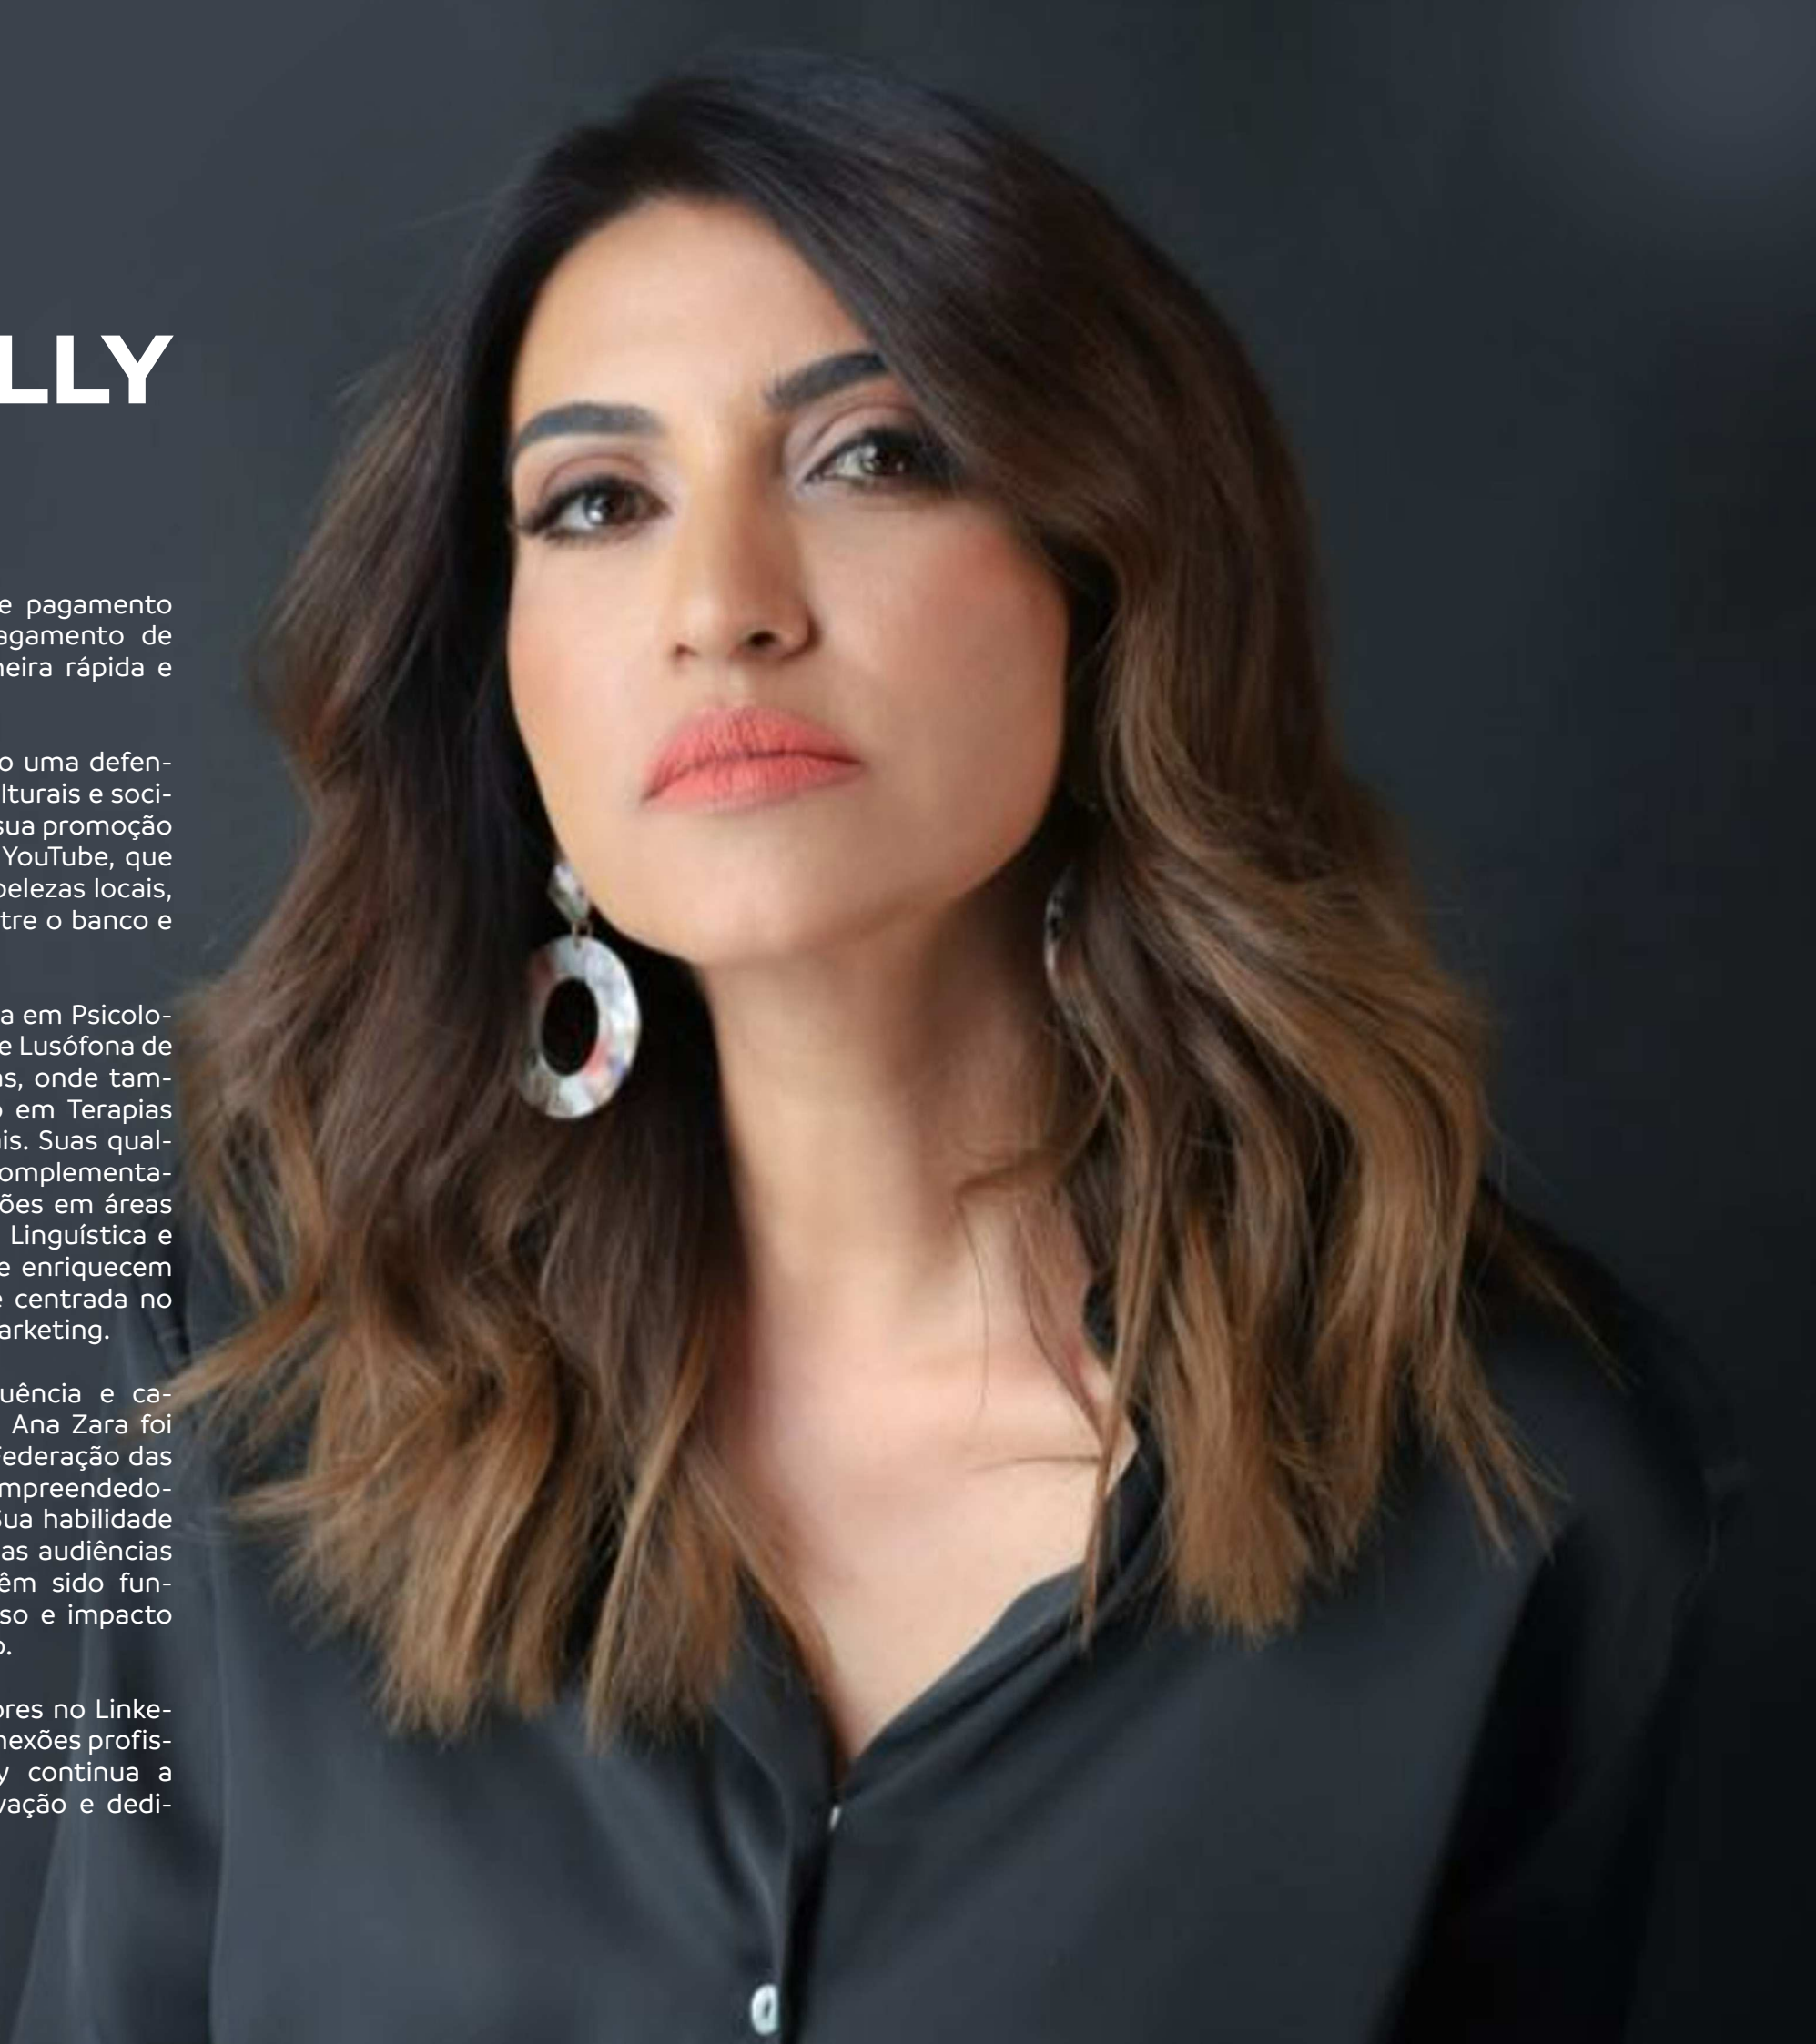 LLY
e pagamento
agamento de
neira rápida e
o uma defen-
lturais e soci-
sua promoção
YouTube, que
belezas locais,
tre o banco e
a em Psicolo-
e Lusófona de
as, onde tam-
o em Terapias
is. Suas qual-
omplementa-
ões em áreas
Linguística e
e enriquecem
e centrada no
arketing.
uência e ca-
Ana Zara foi
Federação das
mpreendedo-
Sua habilidade
as audiências
êm sido fun-
so e impacto
o.
ores no Linke-
nexões profis-
y continua a
vação e dedi-